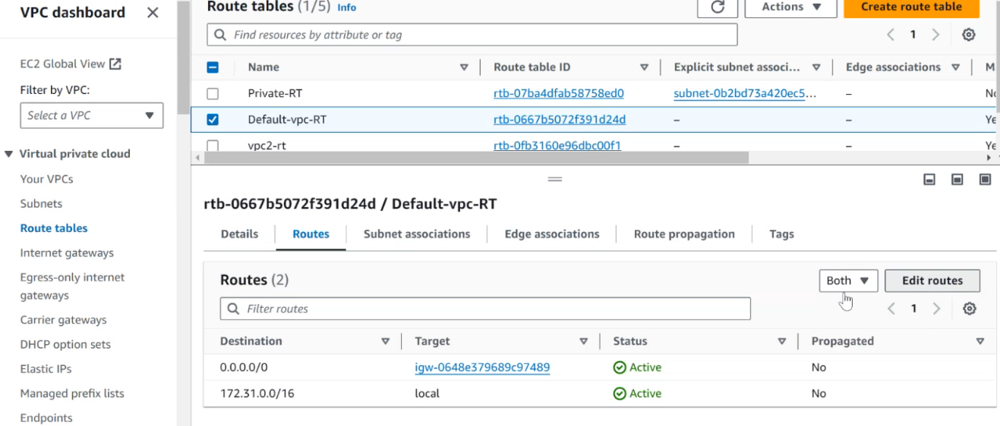 VPC dashboard
EC2 Global View
Filter by VPC:
Select a VPC
Virtual private cloud
Your VPCs
Subnets
Route tables
Internet gateways
Egress-only internet
gateways
Carrier gateways
DHCP option sets
Elastic IPs
Managed prefix lists
Endpoints
Route tables (1/5) Info
Actions
Create route table
Find resources by attribute or tag
1
Name Route table ID Explicit subnet associ... Edge associations
Private-RT rtb-07ba4dfab58758ed0 subnet-0b2bd73a420ec5... –
Default-vpc-RT rtb-0667b5072f391d24d – –
vpc2-rt rtb-0fb3160e96dbc00f1 – –
rtb-0667b5072f391d24d / Default-vpc-RT
Details Routes Subnet associations Edge associations Route propagation Tags
Routes (2)
Both
Edit routes
Filter routes
1
Destination Target Status Propagated
0.0.0.0/0 igw-0648e379689c97489 Active No
172.31.0.0/16 local Active No